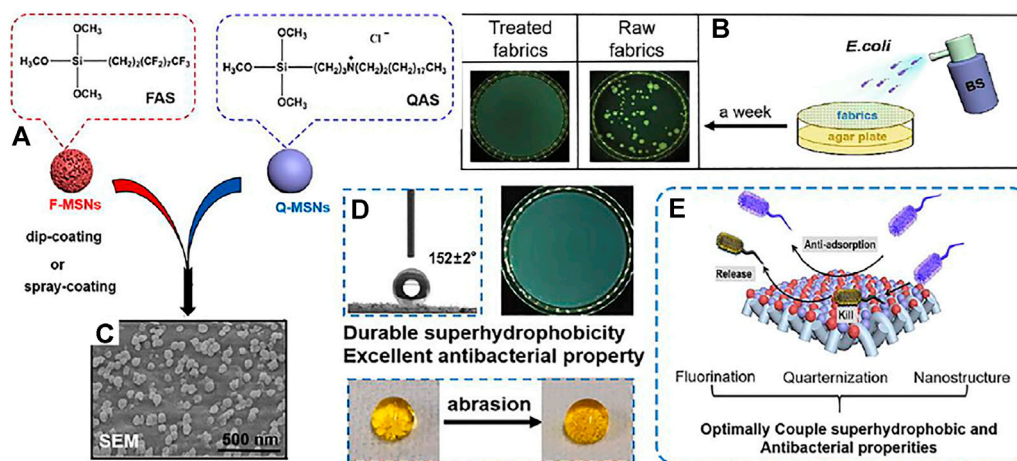 OCH₃
H₃CO—Si—(CH₂)₂(CF₂)₇CF₃
OCH₃
FAS
Cl⁻
OCH₃
H₃CO—Si—(CH₂)₃N⁺(CH₂)₂(CH₂)₁₇CH₃
OCH₃
QAS
A
F-MSNs
Q-MSNs
dip-coating
or
spray-coating
C
SEM
500 nm
Treated
fabrics
Raw
fabrics
B
E.coli
BS
a week
fabrics
agar plate
D
152±2°
Durable superhydrophobicity
Excellent antibacterial property
abrasion
E
Anti-adsorption
Release
Kill
Fluorination
Quarternization
Nanostructure
Optimally Couple superhydrophobic and
Antibacterial properities